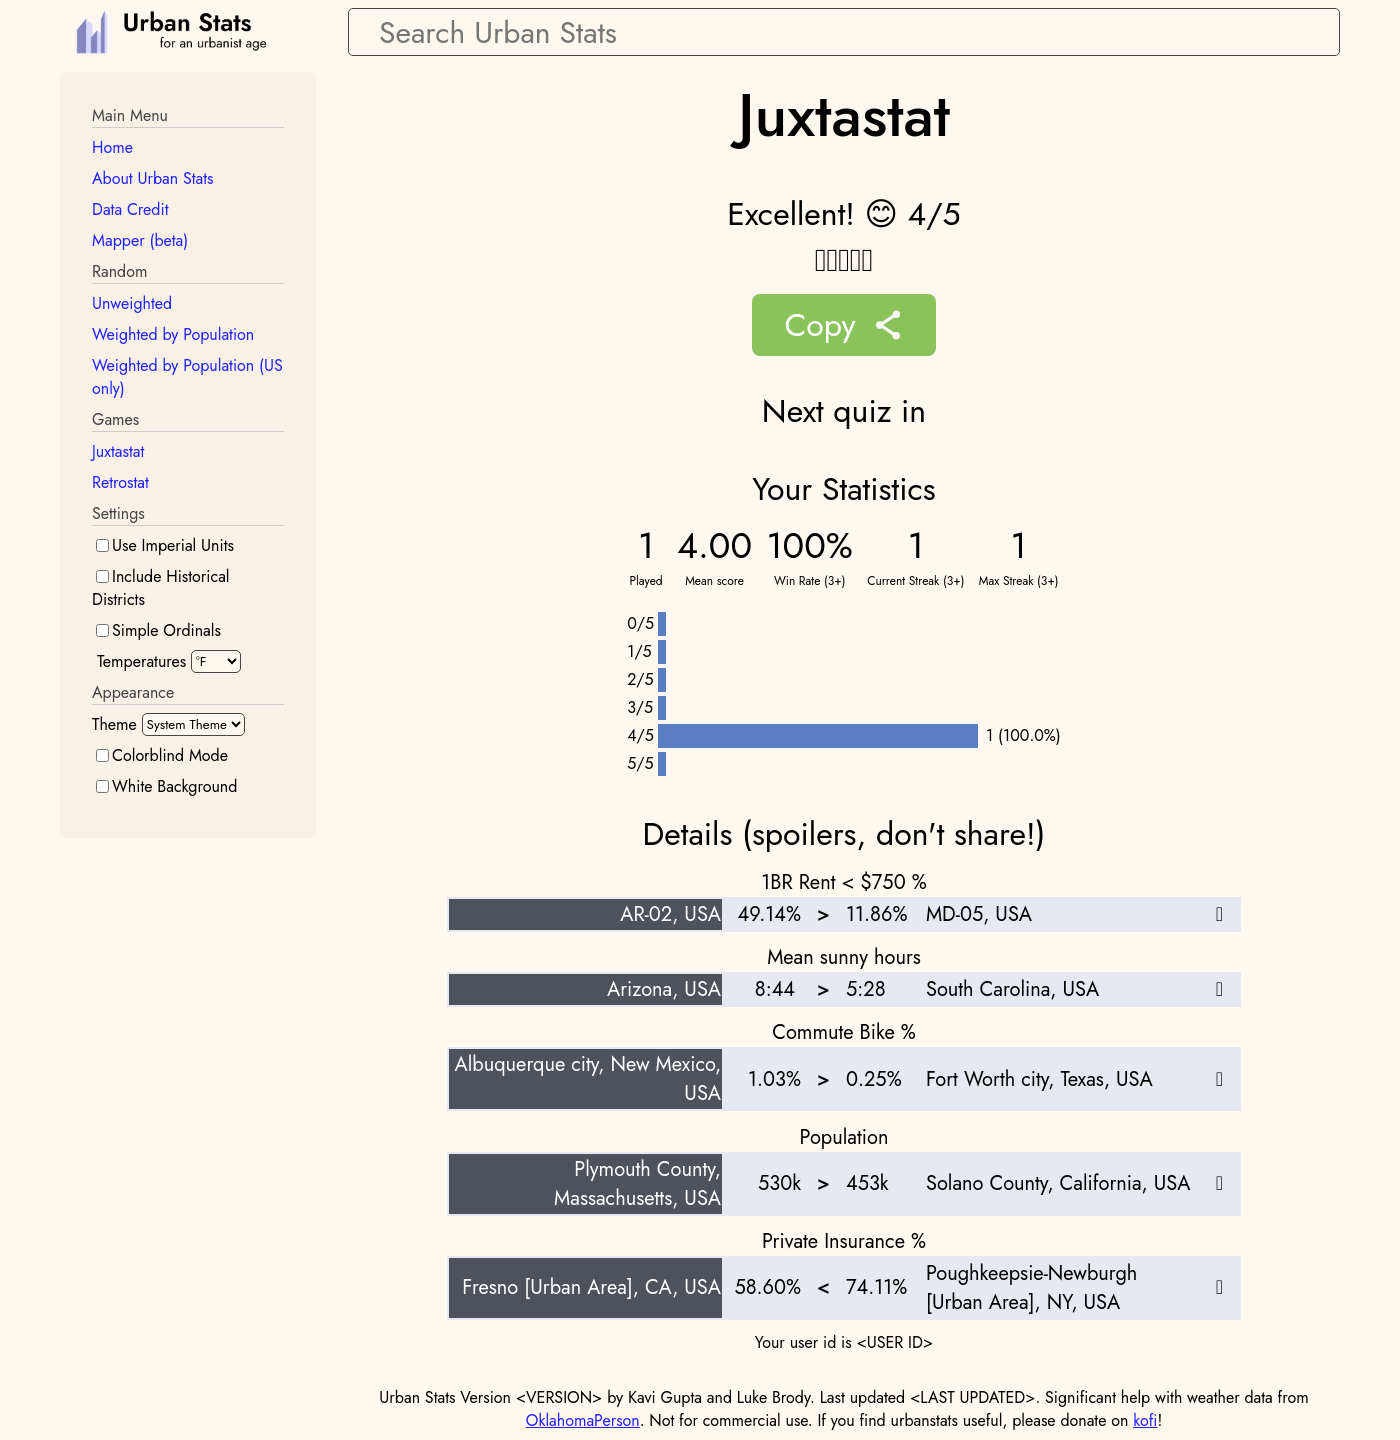 Urban Stats
for an urbanist age
Search Urban Stats
Main Menu
Home
About Urban Stats
Data Credit
Mapper (beta)
Random
Unweighted
Weighted by Population
Weighted by Population (US
only)
Games
Juxtastat
Retrostat
Settings
Use Imperial Units
Include Historical
Districts
Simple Ordinals
Temperatures °F
Appearance
Theme System Theme
Colorblind Mode
White Background
Juxtastat
Excellent! 😊 4/5
Copy
Next quiz in
Your Statistics
1 4.00 100% 1 1
Played Mean score Win Rate (3+) Current Streak (3+) Max Streak (3+)
0/5
1/5
2/5
3/5
4/5 1 (100.0%)
5/5
Details (spoilers, don't share!)
1BR Rent < $750 %
AR-02, USA 49.14% > 11.86% MD-05, USA
Mean sunny hours
Arizona, USA 8:44 > 5:28 South Carolina, USA
Commute Bike %
Albuquerque city, New Mexico,
USA 1.03% > 0.25% Fort Worth city, Texas, USA
Population
Plymouth County,
Massachusetts, USA 530k > 453k Solano County, California, USA
Private Insurance %
Fresno [Urban Area], CA, USA 58.60% < 74.11% Poughkeepsie-Newburgh
[Urban Area], NY, USA
Your user id is <USER ID>
Urban Stats Version <VERSION> by Kavi Gupta and Luke Brody. Last updated <LAST UPDATED>. Significant help with weather data from
OklahomaPerson. Not for commercial use. If you find urbanstats useful, please donate on kofi!